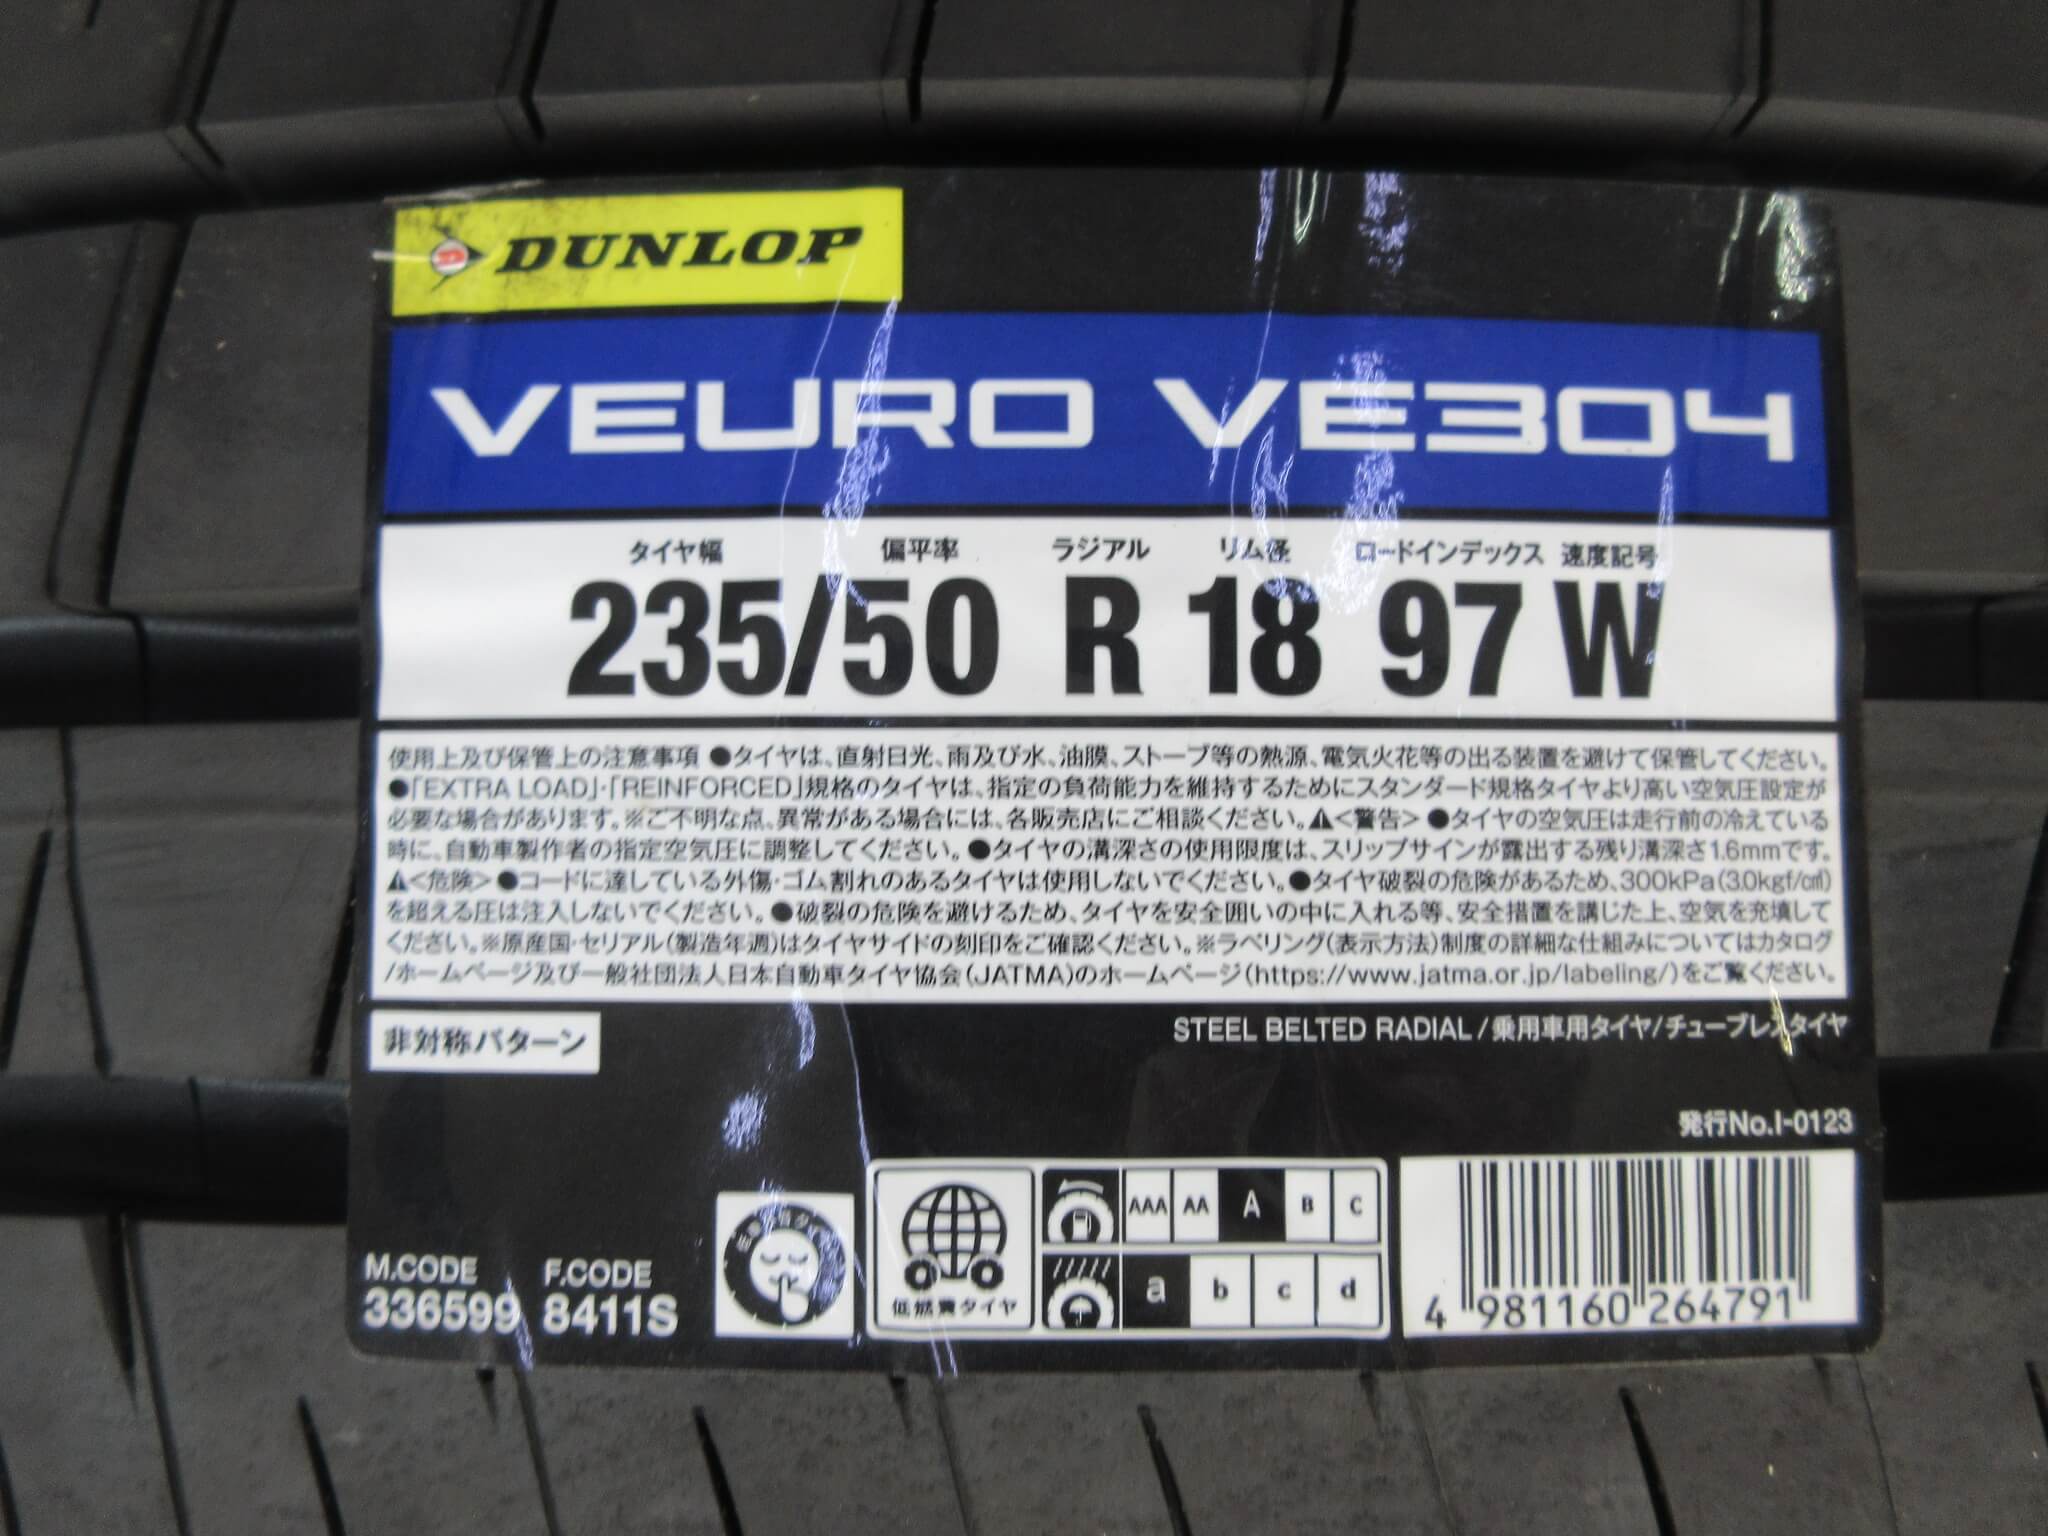 DUNLOP
VEURO VE304
タイヤ幅 偏平率 ラジアル リム径 ロードインデックス 速度記号
235/50 R 18 97 W
使用上及び保管上の注意事項 ●タイヤは、直射日光、雨及び水、油膜、ストーブ等の熱源、電気火花等の出る装置を避けて保管してください。
●「EXTRA LOAD」・「REINFORCED」規格のタイヤは、指定の負荷能力を維持するためにスタンダード規格タイヤより高い空気圧設定が
必要な場合があります。※ご不明な点、異常がある場合には、各販売店にご相談ください。⚠<警告> ●タイヤの空気圧は走行前の冷えている
時に、自動車製作者の指定空気圧に調整してください。●タイヤの溝深さの使用限度は、スリップサインが露出する残り溝深さ1.6mmです。
⚠<危険> ●コードに達している外傷・ゴム割れのあるタイヤは使用しないでください。●タイヤ破裂の危険があるため、300kPa(3.0kgf/c㎡)
を超える圧は注入しないでください。●破裂の危険を避けるため、タイヤを安全囲いの中に入れる等、安全措置を講じた上、空気を充填して
ください。※原産国・セリアル(製造年週)はタイヤサイドの刻印をご確認ください。※ラベリング(表示方法)制度の詳細な仕組みについてはカタログ
/ホームページ及び一般社団法人日本自動車タイヤ協会(JATMA)のホームページ(https://www.jatma.or.jp/labeling/)をご覧ください。
非対称パターン
STEEL BELTED RADIAL/乗用車用タイヤ/チューブレスタイヤ
発行No.I-0123
M.CODE F.CODE
336599 8411S
低燃費タイヤ
AAA AA A B C
a b c d
4 981160 264791